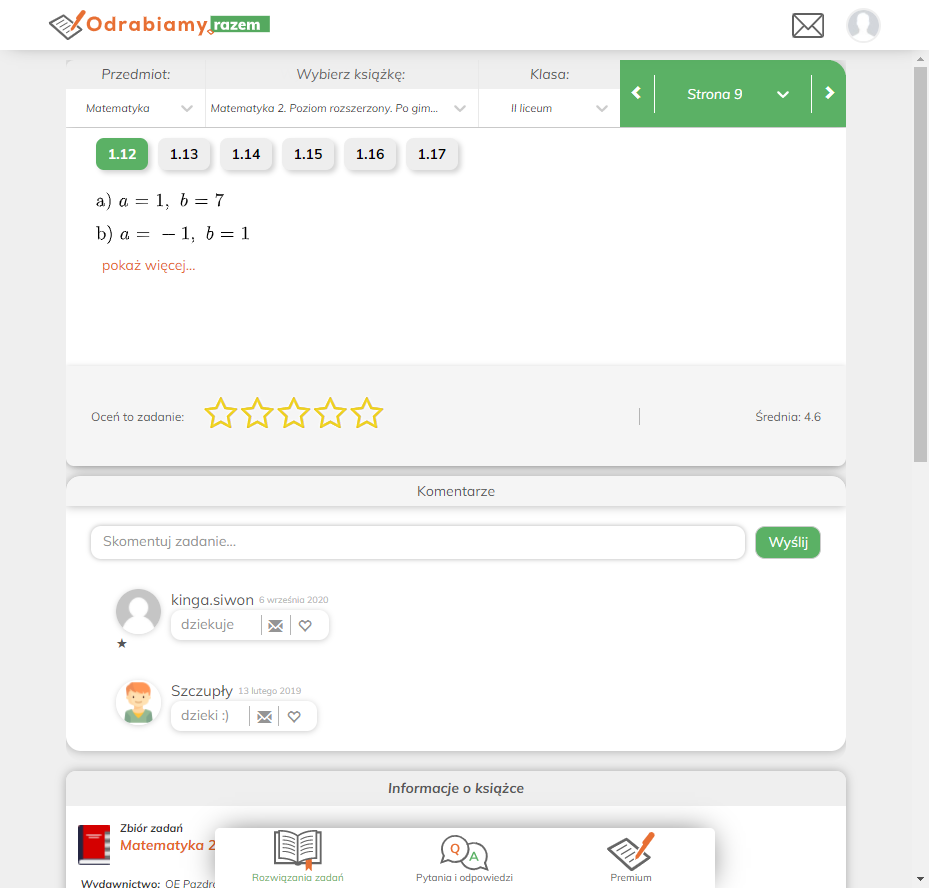 Odrabiamy.razem
Przedmiot: Wybierz książkę: Klasa:
Matematyka Matematyka 2. Poziom rozszerzony. Po gim... II liceum Strona 9
1.12 1.13 1.14 1.15 1.16 1.17
a) a = 1, b = 7
b) a = −1, b = 1
pokaż więcej...
Oceń to zadanie: Średnia: 4.6
Komentarze
Skomentuj zadanie... Wyślij
kinga.siwon 6 września 2020
dziekuje
Szczupły 13 lutego 2019
dzieki :)
Informacje o książce
Zbiór zadań
Matematyka 2
Q A
Rozwiązania zadań Pytania i odpowiedzi Premium
Wydawnictwo: OE Pazdro